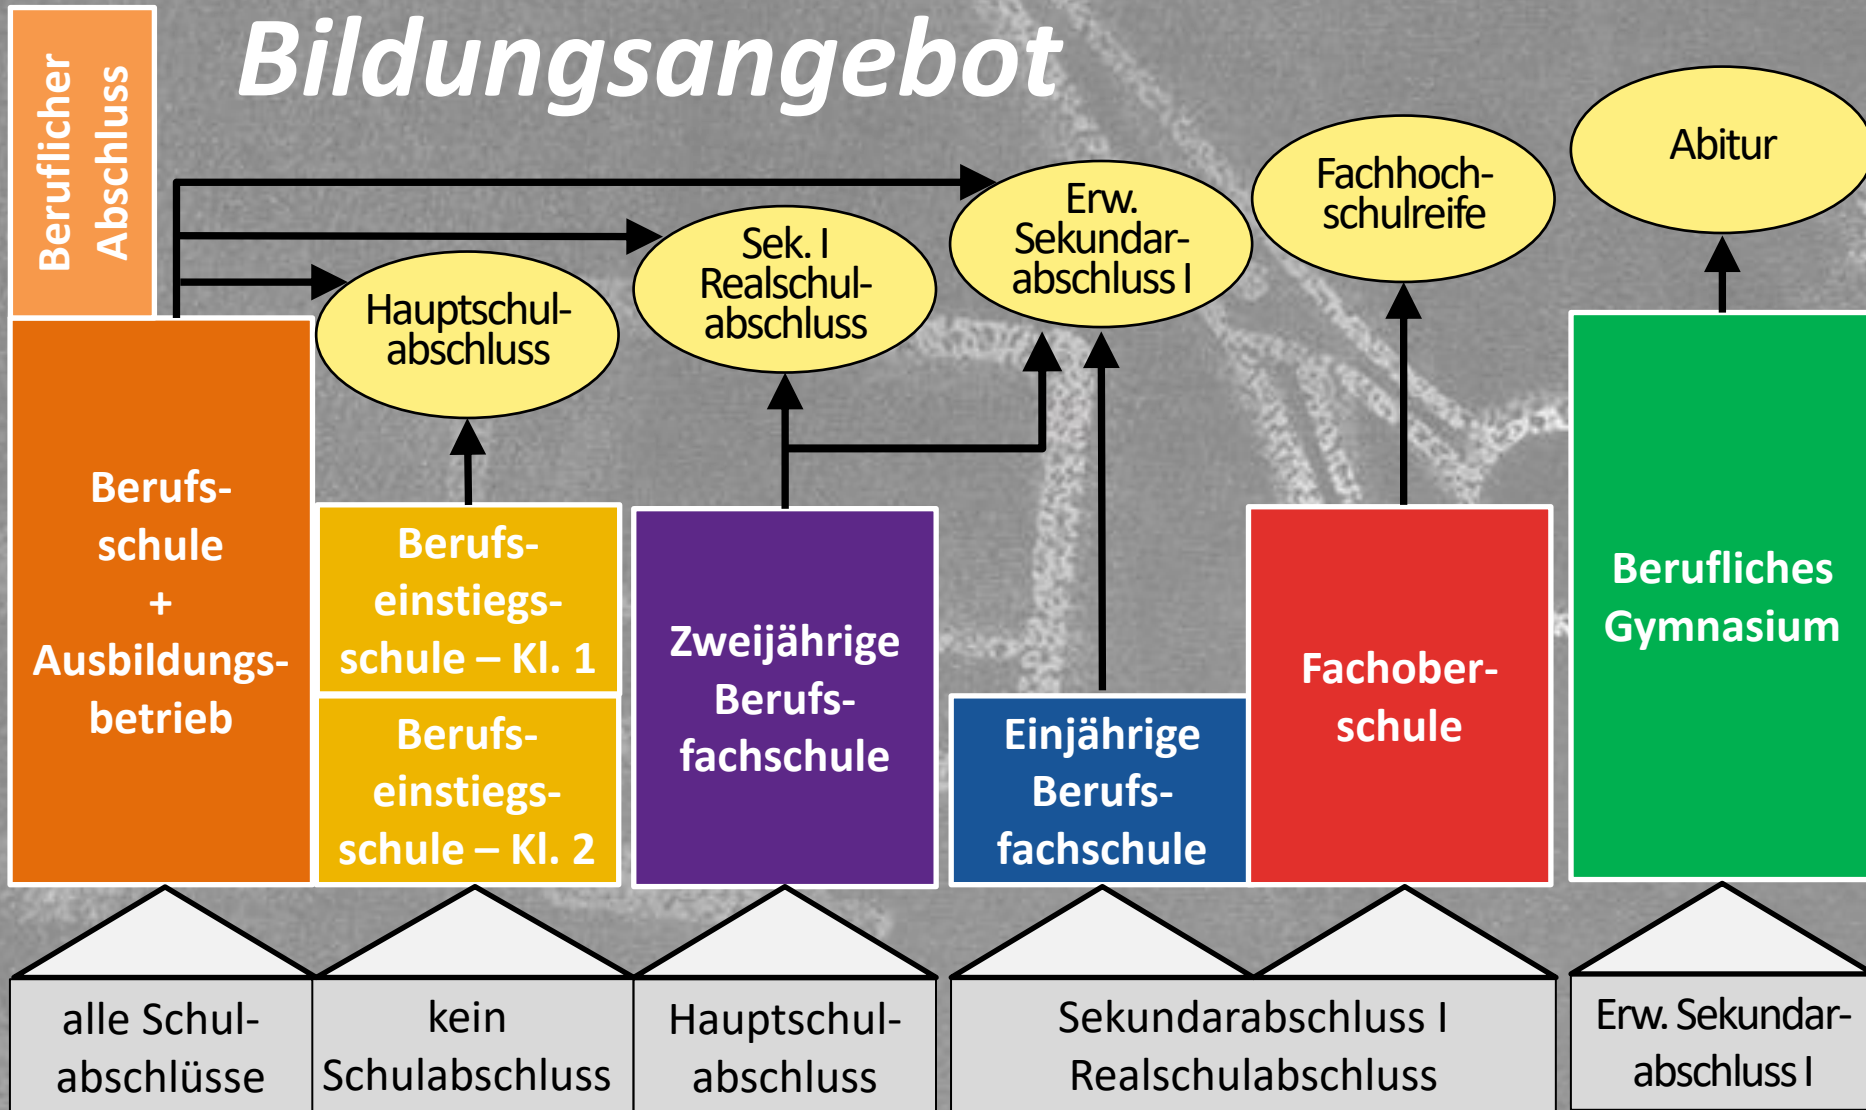 Bildungsangebot
Beruflicher
Abschluss
Hauptschul-
abschluss
Sek. I
Realschul-
abschluss
Erw.
Sekundar-
abschluss I
Fachhoch-
schulreife
Abitur
Berufs-
schule
+
Ausbildungs-
betrieb
Berufs-
einstiegs-
schule – Kl. 1
Berufs-
einstiegs-
schule – Kl. 2
Zweijährige
Berufs-
fachschule
Einjährige
Berufs-
fachschule
Fachober-
schule
Berufliches
Gymnasium
alle Schul-
abschlüsse
kein
Schulabschluss
Hauptschul-
abschluss
Sekundarabschluss I
Realschulabschluss
Erw. Sekundar-
abschluss I